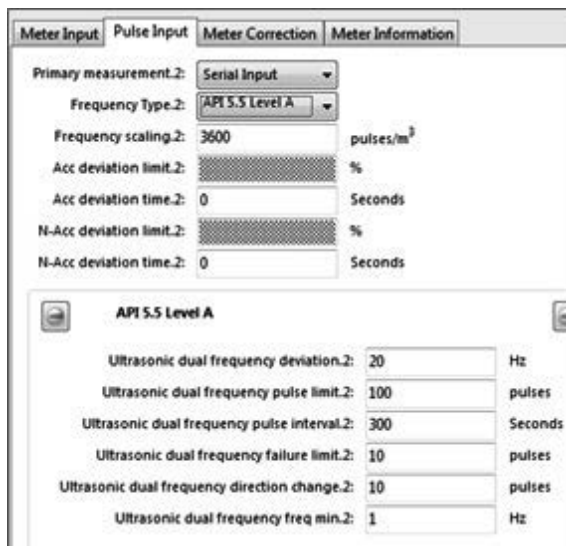 Meter Input Pulse Input Meter Correction Meter Information
Primary measurement.2: Serial Input
Frequency Type.2: API 5.5 Level A
Frequency scaling.2: 3600 pulses/m³
Acc deviation limit.2: %
Acc deviation time.2: 0 Seconds
N-Acc deviation limit.2: %
N-Acc deviation time.2: 0 Seconds
API 5.5 Level A
Ultrasonic dual frequency deviation.2: 20 Hz
Ultrasonic dual frequency pulse limit.2: 100 pulses
Ultrasonic dual frequency pulse interval.2: 300 Seconds
Ultrasonic dual frequency failure limit.2: 10 pulses
Ultrasonic dual frequency direction change.2: 10 pulses
Ultrasonic dual frequency freq min.2: 1 Hz